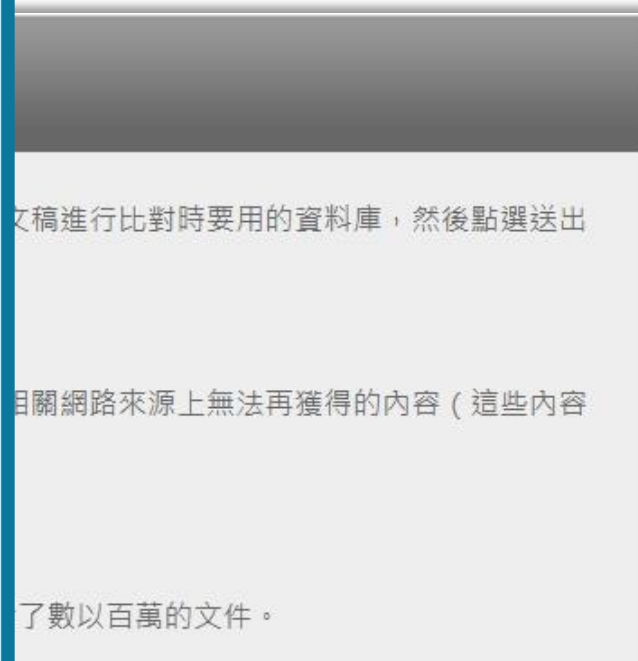 文稿進行比對時要用的資料庫，然後點選送出
相關網路來源上無法再獲得的內容（這些內容
了數以百萬的文件。